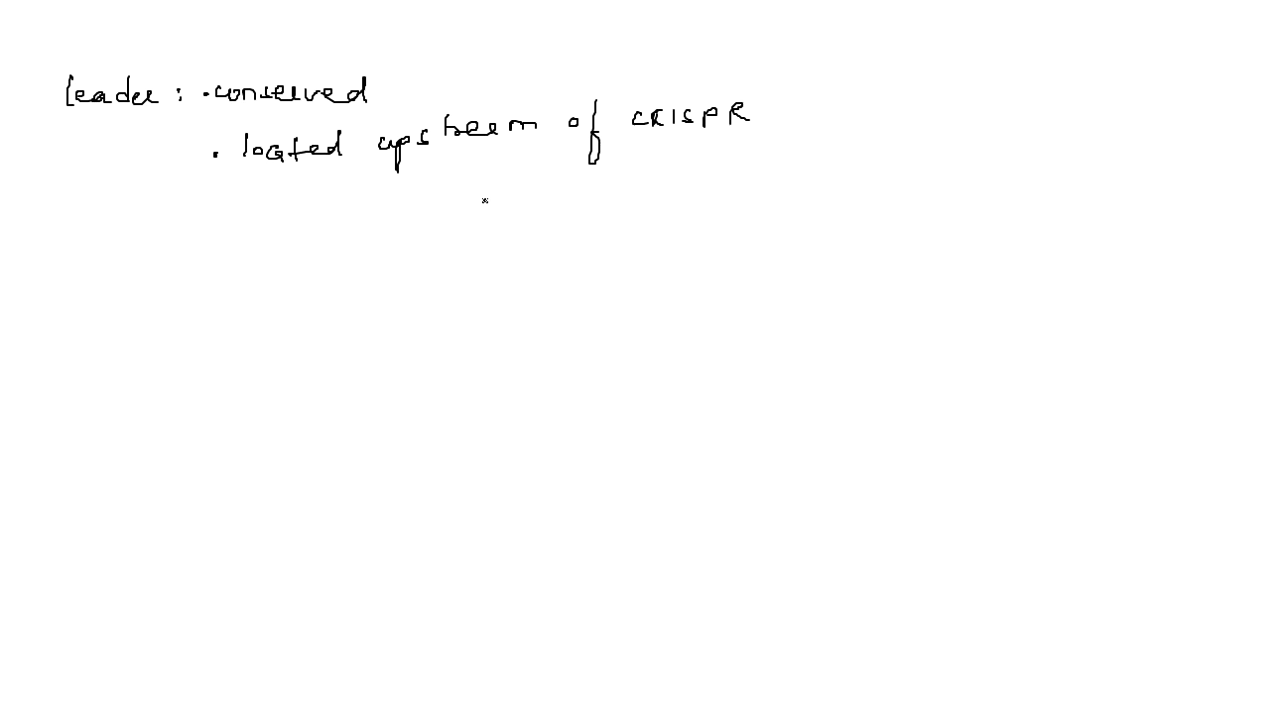 leader : . conserved
. located upstream of CRISPR